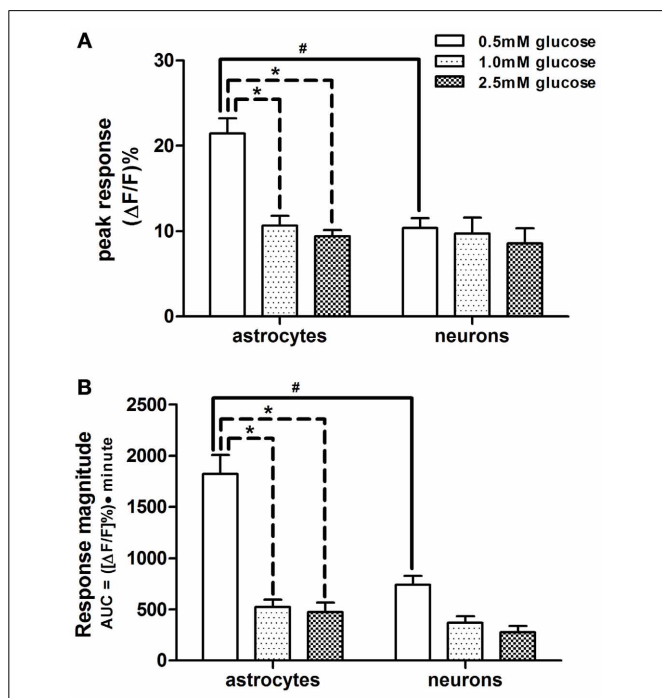 A
#
0.5mM glucose
1.0mM glucose
2.5mM glucose
*
*
peak response
(ΔF/F)%
30
20
10
0
astrocytes
neurons
B
#
*
*
Response magnitude
AUC = ([ΔF/F]%)• minute
2500
2000
1500
1000
500
0
astrocytes
neurons